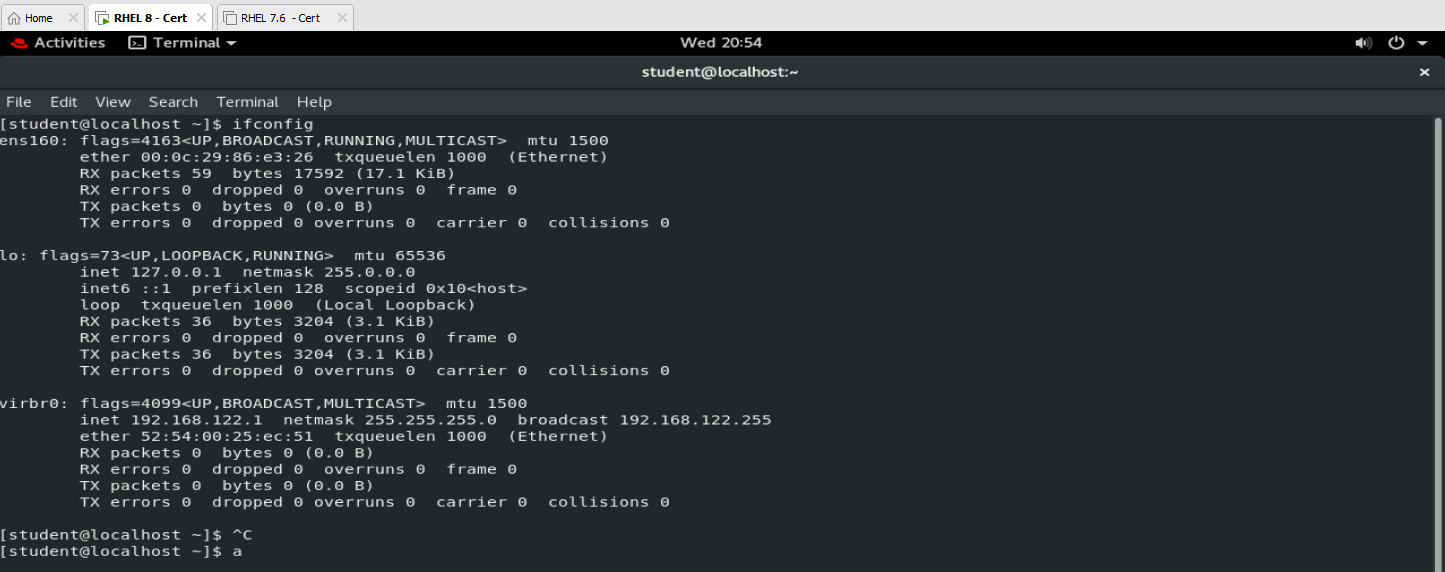 Home RHEL 8 - Cert RHEL 7.6 - Cert
Activities Terminal Wed 20:54
student@localhost:~
File Edit View Search Terminal Help
[student@localhost ~]$ ifconfig
ens160: flags=4163<UP,BROADCAST,RUNNING,MULTICAST>  mtu 1500
        ether 00:0c:29:86:e3:26  txqueuelen 1000  (Ethernet)
        RX packets 59  bytes 17592 (17.1 KiB)
        RX errors 0  dropped 0  overruns 0  frame 0
        TX packets 0  bytes 0 (0.0 B)
        TX errors 0  dropped 0 overruns 0  carrier 0  collisions 0

lo: flags=73<UP,LOOPBACK,RUNNING>  mtu 65536
        inet 127.0.0.1  netmask 255.0.0.0
        inet6 ::1  prefixlen 128  scopeid 0x10<host>
        loop  txqueuelen 1000  (Local Loopback)
        RX packets 36  bytes 3204 (3.1 KiB)
        RX errors 0  dropped 0  overruns 0  frame 0
        TX packets 36  bytes 3204 (3.1 KiB)
        TX errors 0  dropped 0 overruns 0  carrier 0  collisions 0

virbr0: flags=4099<UP,BROADCAST,MULTICAST>  mtu 1500
        inet 192.168.122.1  netmask 255.255.255.0  broadcast 192.168.122.255
        ether 52:54:00:25:ec:51  txqueuelen 1000  (Ethernet)
        RX packets 0  bytes 0 (0.0 B)
        RX errors 0  dropped 0  overruns 0  frame 0
        TX packets 0  bytes 0 (0.0 B)
        TX errors 0  dropped 0 overruns 0  carrier 0  collisions 0

[student@localhost ~]$ ^C
[student@localhost ~]$ a